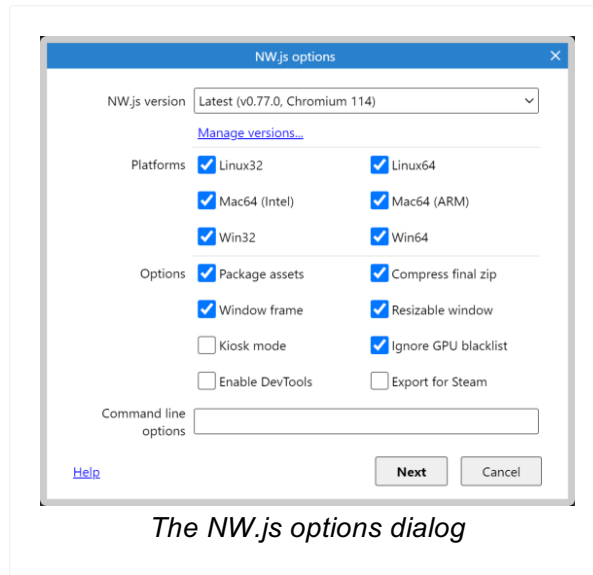 NW.js options
NW.js version Latest (v0.77.0, Chromium 114)
Manage versions...
Platforms Linux32 Linux64
Mac64 (Intel) Mac64 (ARM)
Win32 Win64
Options Package assets Compress final zip
Window frame Resizable window
Kiosk mode Ignore GPU blacklist
Enable DevTools Export for Steam
Command line
options
Help Next Cancel
The NW.js options dialog